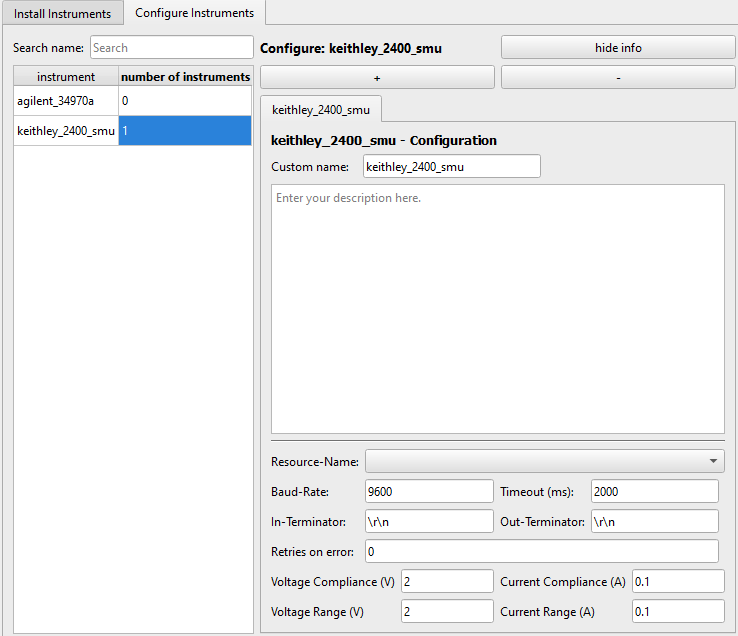 Install Instruments
Configure Instruments
Search name:
Search
Configure: keithley_2400_smu
hide info
instrument
number of instruments
+
-
agilent_34970a
0
keithley_2400_smu
1
keithley_2400_smu
keithley_2400_smu - Configuration
Custom name:
keithley_2400_smu
Enter your description here.
Resource-Name:
Baud-Rate:
9600
Timeout (ms):
2000
In-Terminator:
\r\n
Out-Terminator:
\r\n
Retries on error:
0
Voltage Compliance (V)
2
Current Compliance (A)
0.1
Voltage Range (V)
2
Current Range (A)
0.1